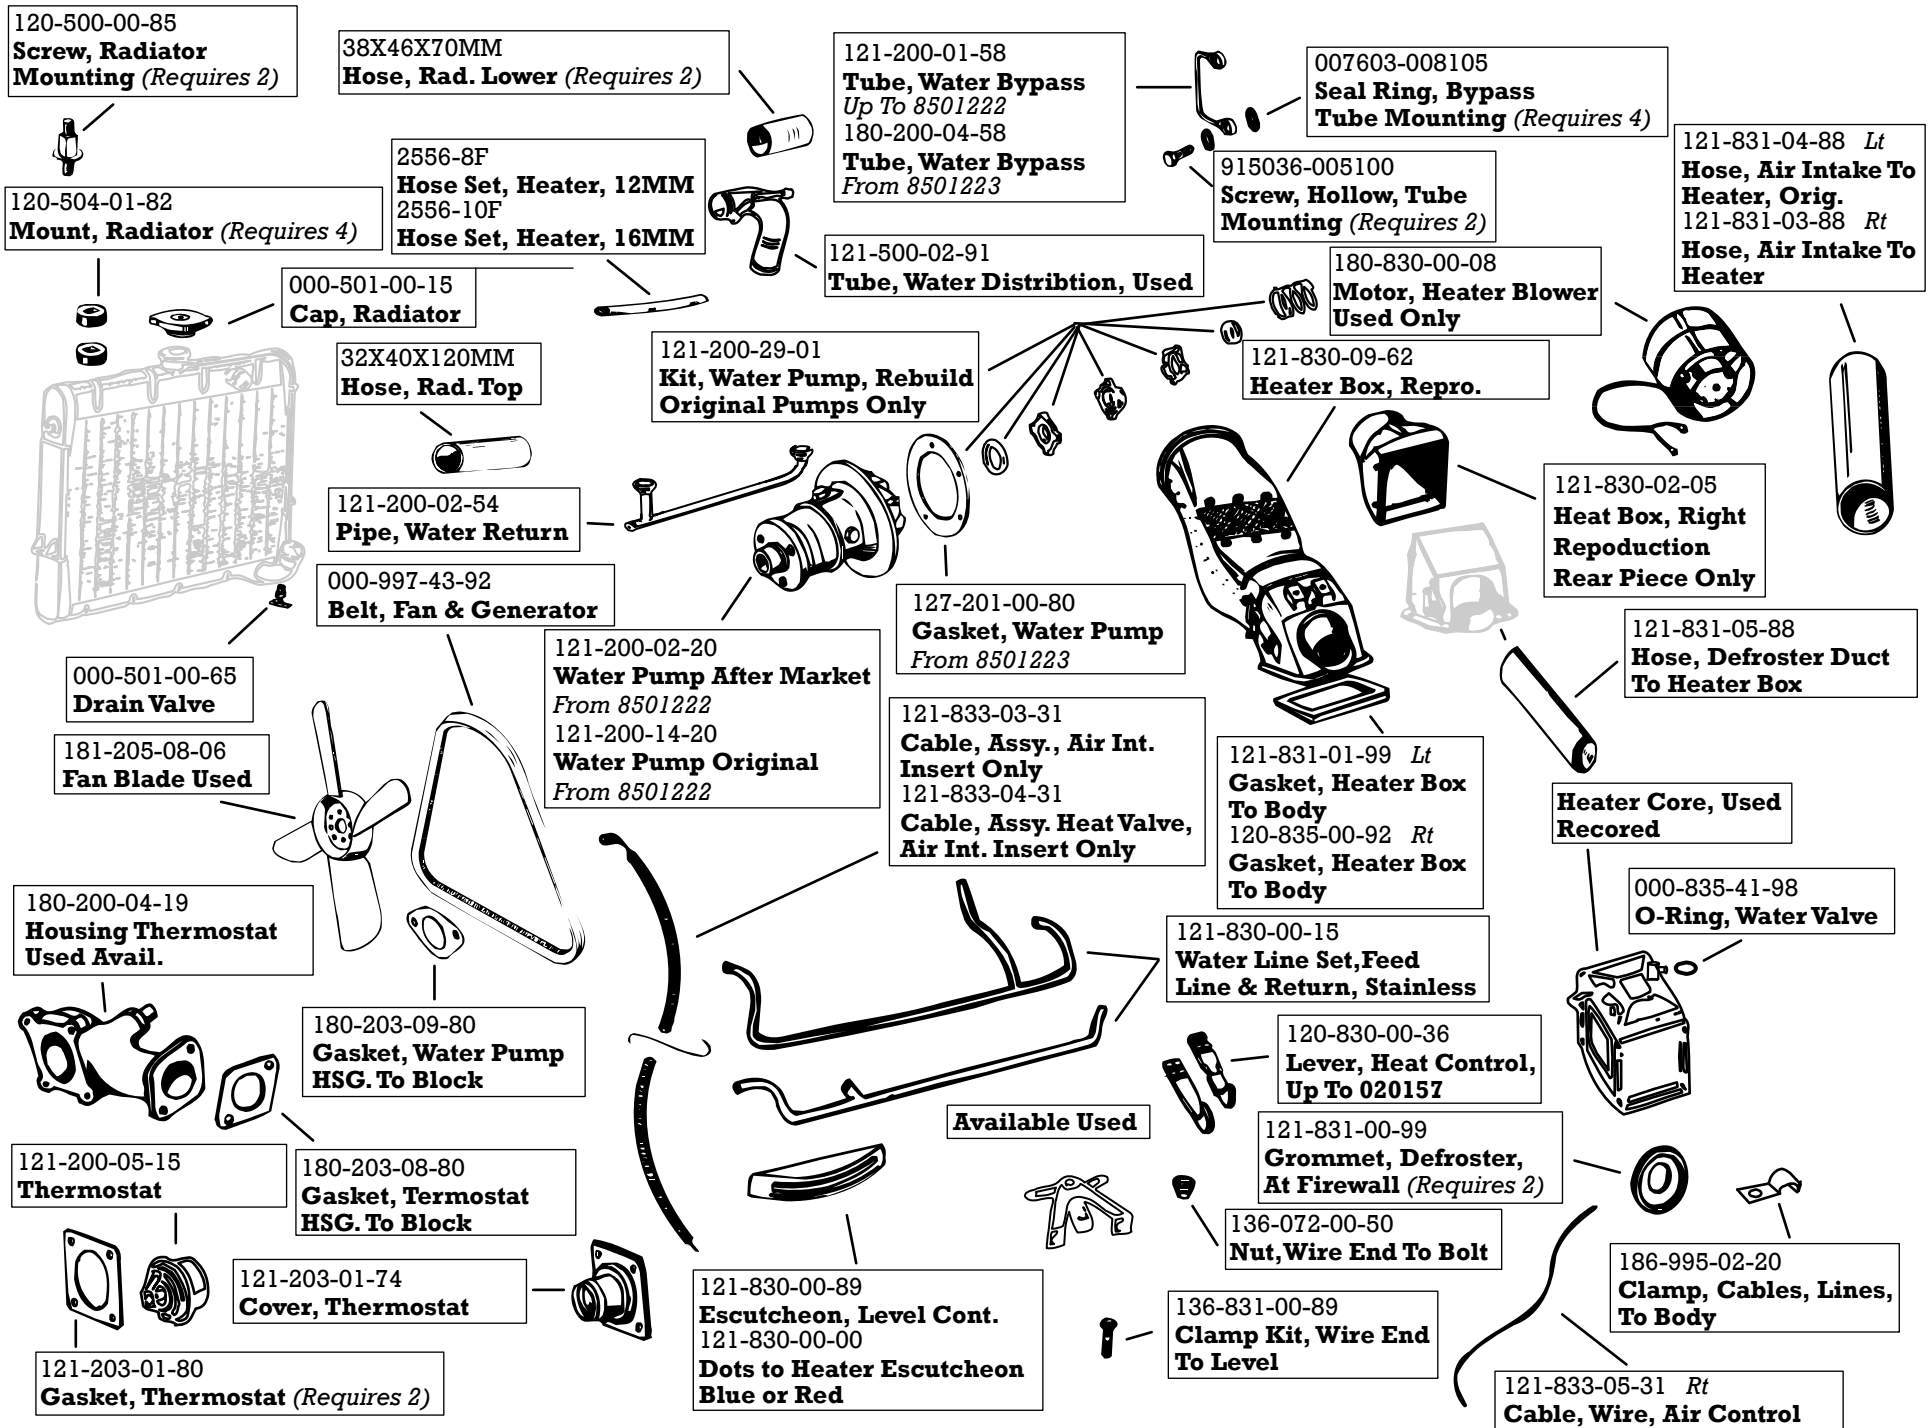 120-500-00-85
Screw, Radiator
Mounting (Requires 2)
38X46X70MM
Hose, Rad. Lower (Requires 2)
121-200-01-58
Tube, Water Bypass
Up To 8501222
180-200-04-58
Tube, Water Bypass
From 8501223
007603-008105
Seal Ring, Bypass
Tube Mounting (Requires 4)
121-831-04-88 Lt
Hose, Air Intake To
Heater, Orig.
121-831-03-88 Rt
Hose, Air Intake To
Heater
2556-8F
Hose Set, Heater, 12MM
2556-10F
Hose Set, Heater, 16MM
915036-005100
Screw, Hollow, Tube
Mounting (Requires 2)
120-504-01-82
Mount, Radiator (Requires 4)
121-500-02-91
Tube, Water Distribtion, Used
180-830-00-08
Motor, Heater Blower
Used Only
000-501-00-15
Cap, Radiator
32X40X120MM
Hose, Rad. Top
121-200-29-01
Kit, Water Pump, Rebuild
Original Pumps Only
121-830-09-62
Heater Box, Repro.
121-200-02-54
Pipe, Water Return
121-830-02-05
Heat Box, Right
Repoduction
Rear Piece Only
000-997-43-92
Belt, Fan & Generator
127-201-00-80
Gasket, Water Pump
From 8501223
121-831-05-88
Hose, Defroster Duct
To Heater Box
000-501-00-65
Drain Valve
121-200-02-20
Water Pump After Market
From 8501222
121-200-14-20
Water Pump Original
From 8501222
181-205-08-06
Fan Blade Used
121-833-03-31
Cable, Assy., Air Int.
Insert Only
121-833-04-31
Cable, Assy. Heat Valve,
Air Int. Insert Only
121-831-01-99 Lt
Gasket, Heater Box
To Body
120-835-00-92 Rt
Gasket, Heater Box
To Body
Heater Core, Used
Recored
000-835-41-98
O-Ring, Water Valve
180-200-04-19
Housing Thermostat
Used Avail.
121-830-00-15
Water Line Set,Feed
Line & Return, Stainless
180-203-09-80
Gasket, Water Pump
HSG. To Block
120-830-00-36
Lever, Heat Control,
Up To 020157
Available Used
121-831-00-99
Grommet, Defroster,
At Firewall (Requires 2)
121-200-05-15
Thermostat
180-203-08-80
Gasket, Termostat
HSG. To Block
136-072-00-50
Nut,Wire End To Bolt
186-995-02-20
Clamp, Cables, Lines,
To Body
121-203-01-74
Cover, Thermostat
121-830-00-89
Escutcheon, Level Cont.
121-830-00-00
Dots to Heater Escutcheon
Blue or Red
136-831-00-89
Clamp Kit, Wire End
To Level
121-203-01-80
Gasket, Thermostat (Requires 2)
121-833-05-31 Rt
Cable, Wire, Air Control